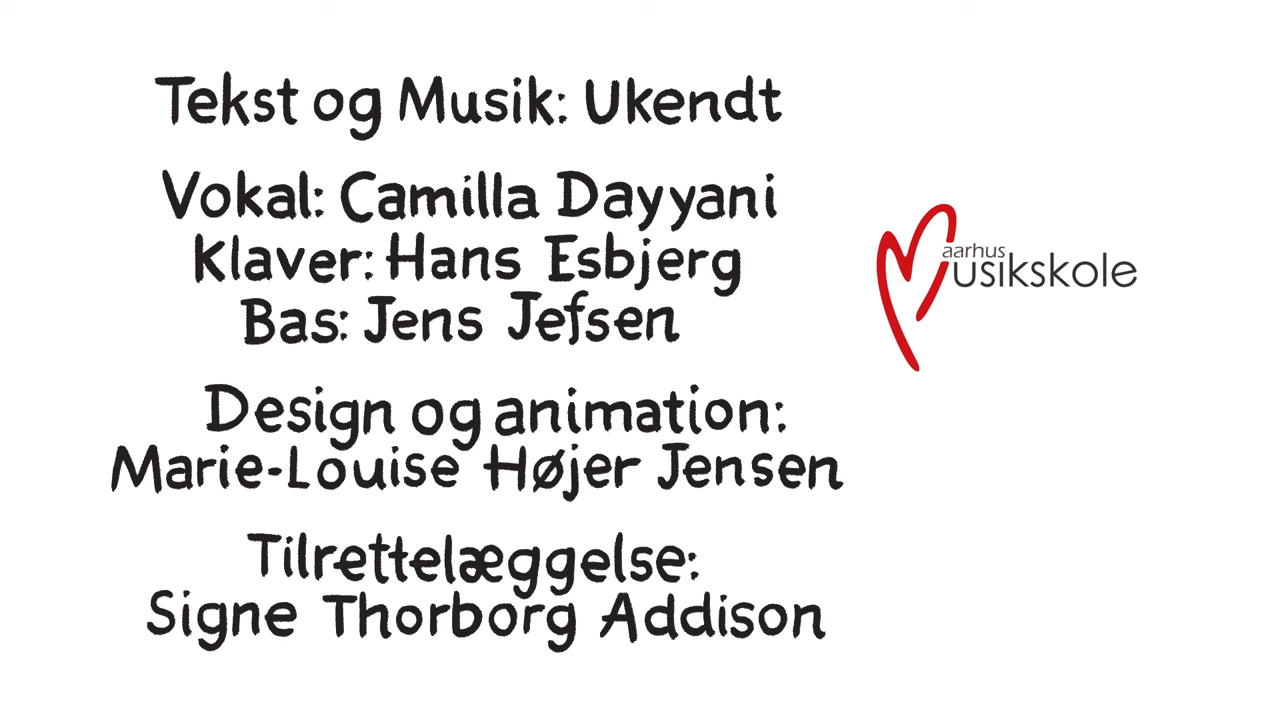 Tekst og Musik: Ukendt
Vokal: Camilla Dayyani
Klaver: Hans Esbjerg
Bas: Jens Jefsen
Design og animation:
Marie-Louise Højer Jensen
Tilrettelæggelse:
Signe Thorborg Addison
aarhus
Musikskole